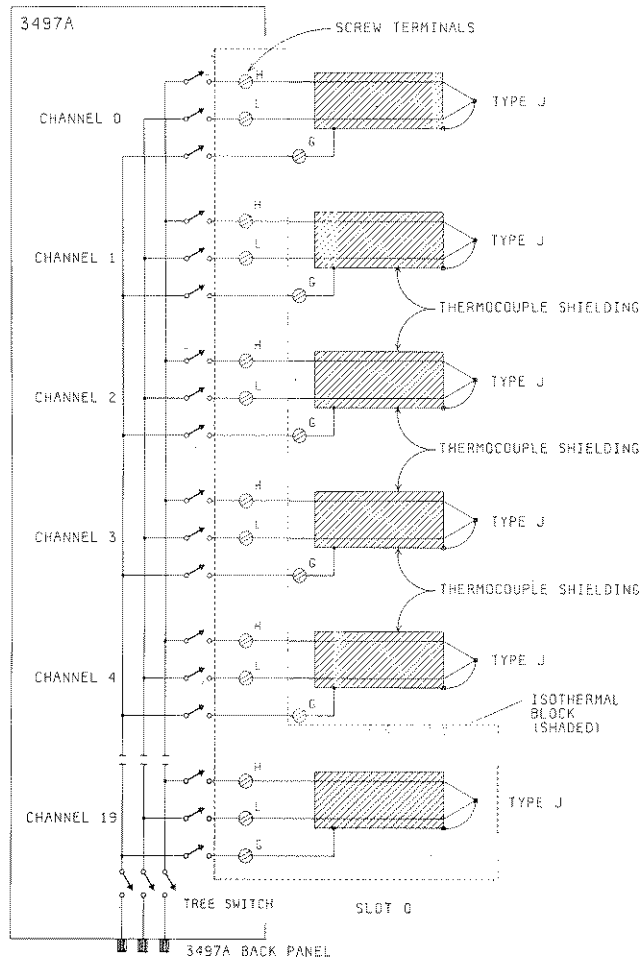 3497A
SCREW TERMINALS
H
CHANNEL 0
L
TYPE J
G
H
CHANNEL 1
L
TYPE J
G
THERMOCOUPLE SHIELDING
H
CHANNEL 2
L
TYPE J
G
THERMOCOUPLE SHIELDING
H
CHANNEL 3
L
TYPE J
G
THERMOCOUPLE SHIELDING
H
CHANNEL 4
L
TYPE J
G
ISOTHERMAL
BLOCK
(SHADED)
H
CHANNEL 19
L
TYPE J
G
TREE SWITCH
SLOT 0
3497A BACK PANEL